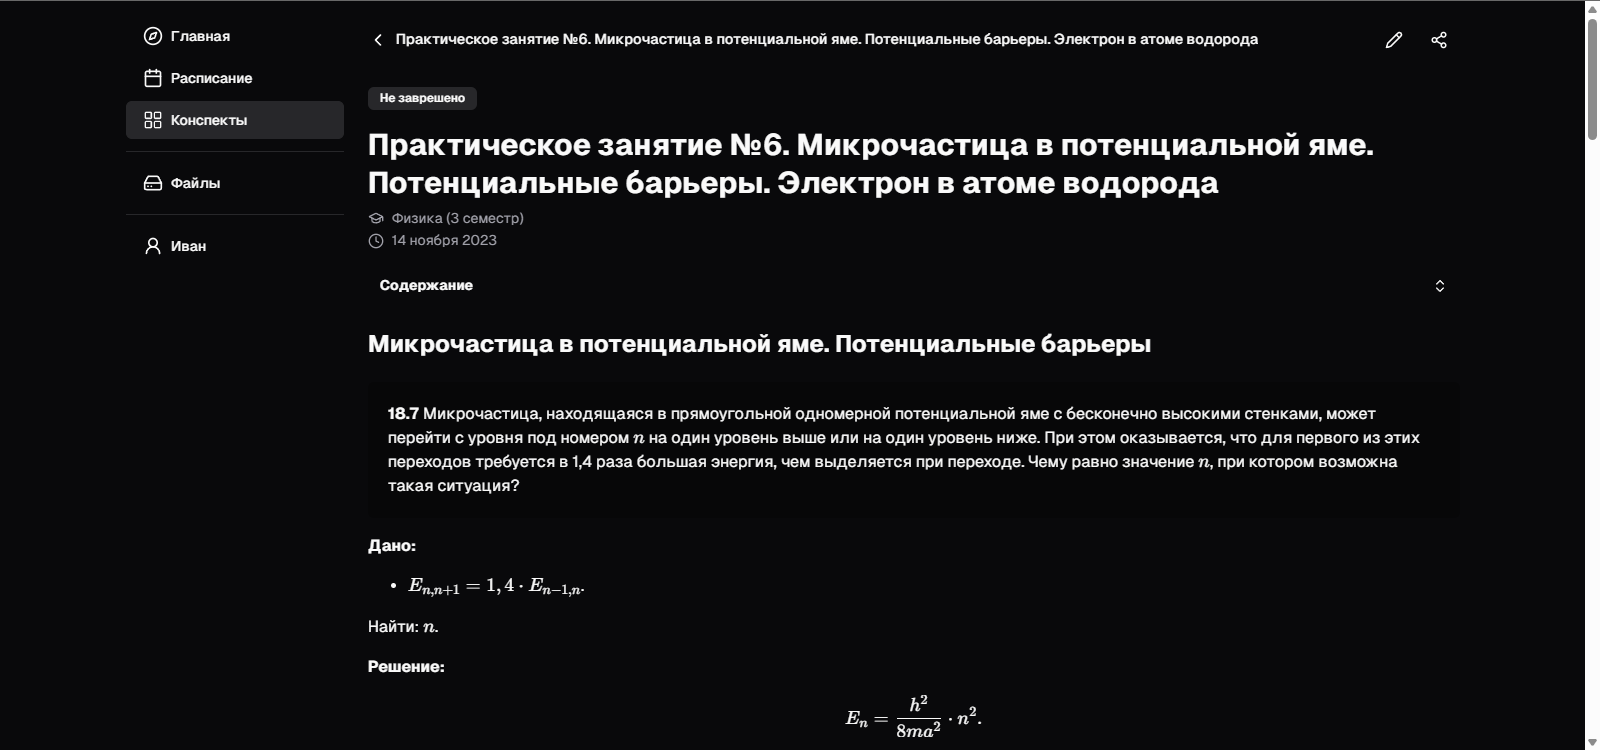 Главная
Расписание
Конспекты
Файлы
Иван
Практическое занятие №6. Микрочастица в потенциальной яме. Потенциальные барьеры. Электрон в атоме водорода
Не заврешено
Практическое занятие №6. Микрочастица в потенциальной яме.
Потенциальные барьеры. Электрон в атоме водорода
Физика (3 семестр)
14 ноября 2023
Содержание
Микрочастица в потенциальной яме. Потенциальные барьеры
18.7 Микрочастица, находящаяся в прямоугольной одномерной потенциальной яме с бесконечно высокими стенками, может
перейти с уровня под номером n на один уровень выше или на один уровень ниже. При этом оказывается, что для первого из этих
переходов требуется в 1,4 раза большая энергия, чем выделяется при переходе. Чему равно значение n, при котором возможна
такая ситуация?
Дано:
• E_{n,n+1} = 1,4 · E_{n−1,n}.
Найти: n.
Решение:
E_n = \frac{h^2}{8ma^2} · n^2.